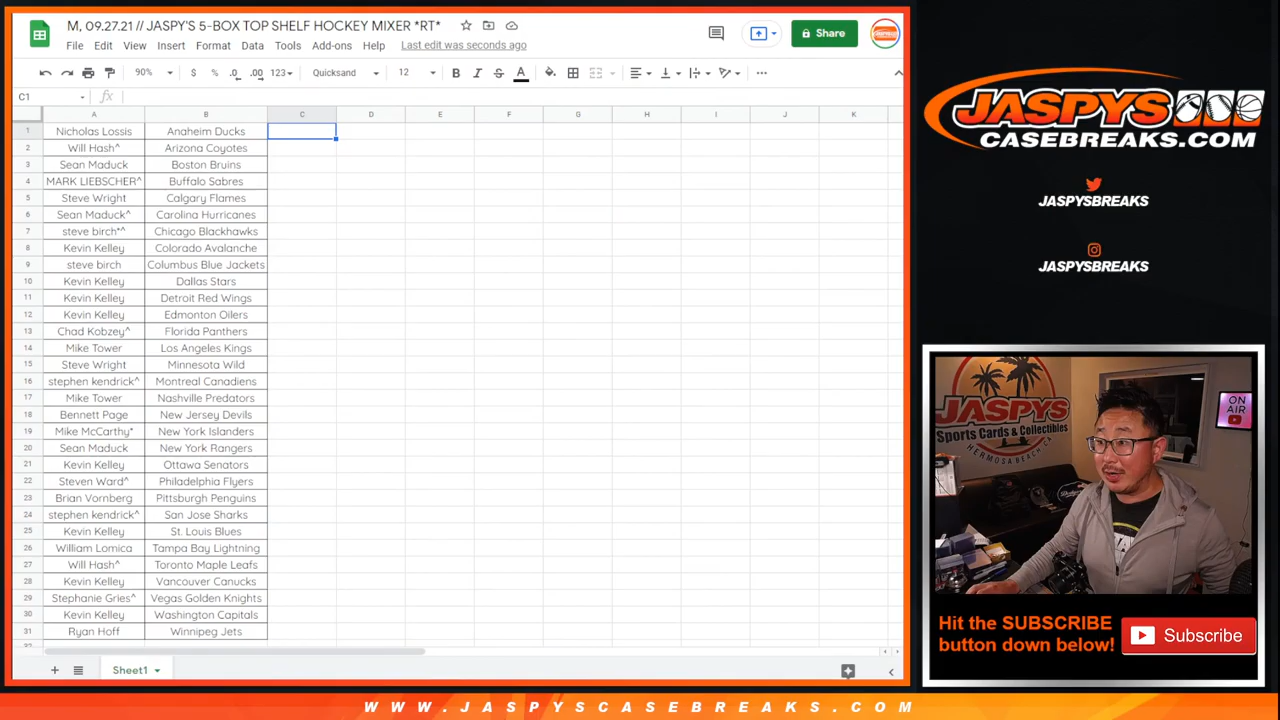 M, 09.27.21 // JASPY'S 5-BOX TOP SHELF HOCKEY MIXER *RT*
File Edit View Insert Format Data Tools Add-ons Help Last edit was seconds ago
Share
90% $ % .0 .00 123 Quicksand 12 B I S A
C1 fx
A B C D E F G H I J K
1 Nicholas Lossis Anaheim Ducks
2 Will Hash^ Arizona Coyotes
3 Sean Maduck Boston Bruins
4 MARK LIEBSCHER^ Buffalo Sabres
5 Steve Wright Calgary Flames
6 Sean Maduck^ Carolina Hurricanes
7 steve birch*^ Chicago Blackhawks
8 Kevin Kelley Colorado Avalanche
9 steve birch Columbus Blue Jackets
10 Kevin Kelley Dallas Stars
11 Kevin Kelley Detroit Red Wings
12 Kevin Kelley Edmonton Oilers
13 Chad Kobzey^ Florida Panthers
14 Mike Tower Los Angeles Kings
15 Steve Wright Minnesota Wild
16 stephen kendrick^ Montreal Canadiens
17 Mike Tower Nashville Predators
18 Bennett Page New Jersey Devils
19 Mike McCarthy* New York Islanders
20 Sean Maduck New York Rangers
21 Kevin Kelley Ottawa Senators
22 Steven Ward^ Philadelphia Flyers
23 Brian Vornberg Pittsburgh Penguins
24 stephen kendrick^ San Jose Sharks
25 Kevin Kelley St. Louis Blues
26 William Lomica Tampa Bay Lightning
27 Will Hash^ Toronto Maple Leafs
28 Kevin Kelley Vancouver Canucks
29 Stephanie Gries^ Vegas Golden Knights
30 Kevin Kelley Washington Capitals
31 Ryan Hoff Winnipeg Jets
Sheet1
JASPYS
CASEBREAKS.COM
JASPYSBREAKS
JASPYSBREAKS
JASPYS
Sports Cards & Collectibles
HERMOSA BEACH
ON
AIR
Hit the SUBSCRIBE
button down below!
Subscribe
WWW.JASPYSCASEBREAKS.COM